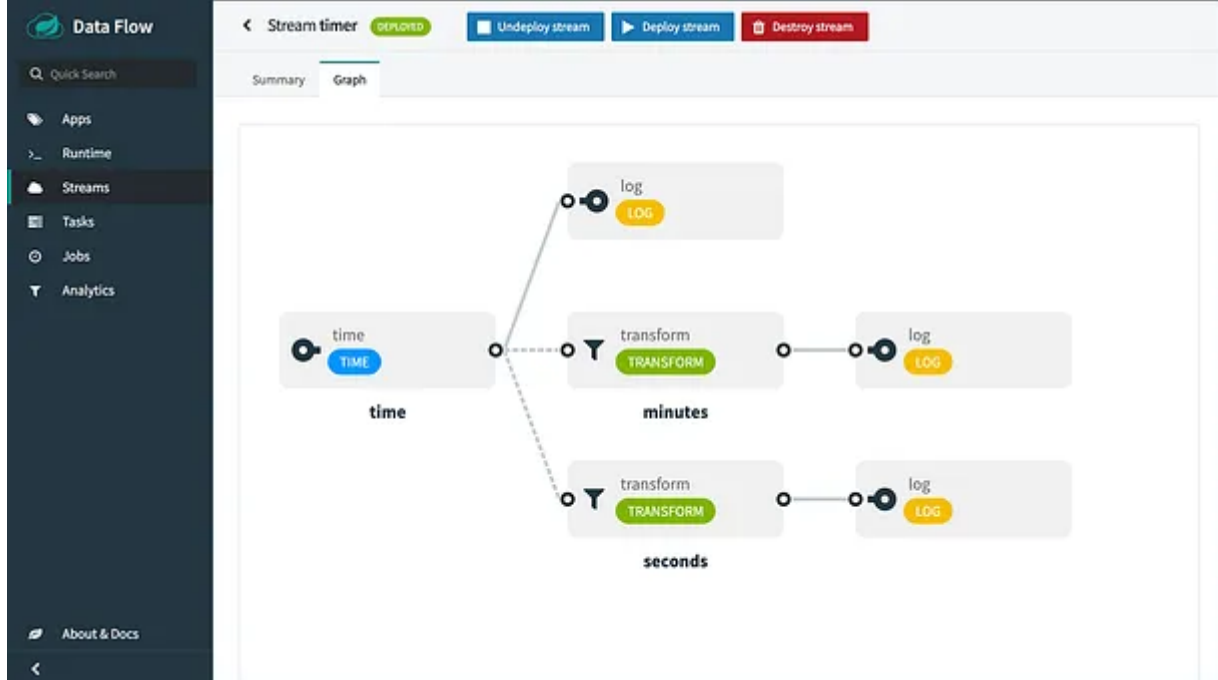 Data Flow
Stream timer DEPLOYED Undeploy stream Deploy stream Destroy stream
Quick Search
Summary Graph
Apps
Runtime
Streams
Tasks
Jobs
Analytics
log
LOG
time
TIME
time
transform
TRANSFORM
minutes
log
LOG
transform
TRANSFORM
seconds
log
LOG
About & Docs